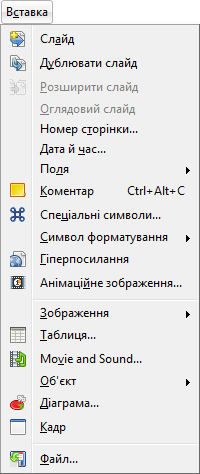 Вставка
Слайд
Дублювати слайд
Розширити слайд
Оглядовий слайд
Номер сторінки...
Дата й час...
Поля
Коментар Ctrl+Alt+C
Спеціальні символи...
Символ форматування
Гіперпосилання
Анімаційне зображення...
Зображення
Таблиця...
Movie and Sound...
Об'єкт
Діаграма...
Кадр
Файл...